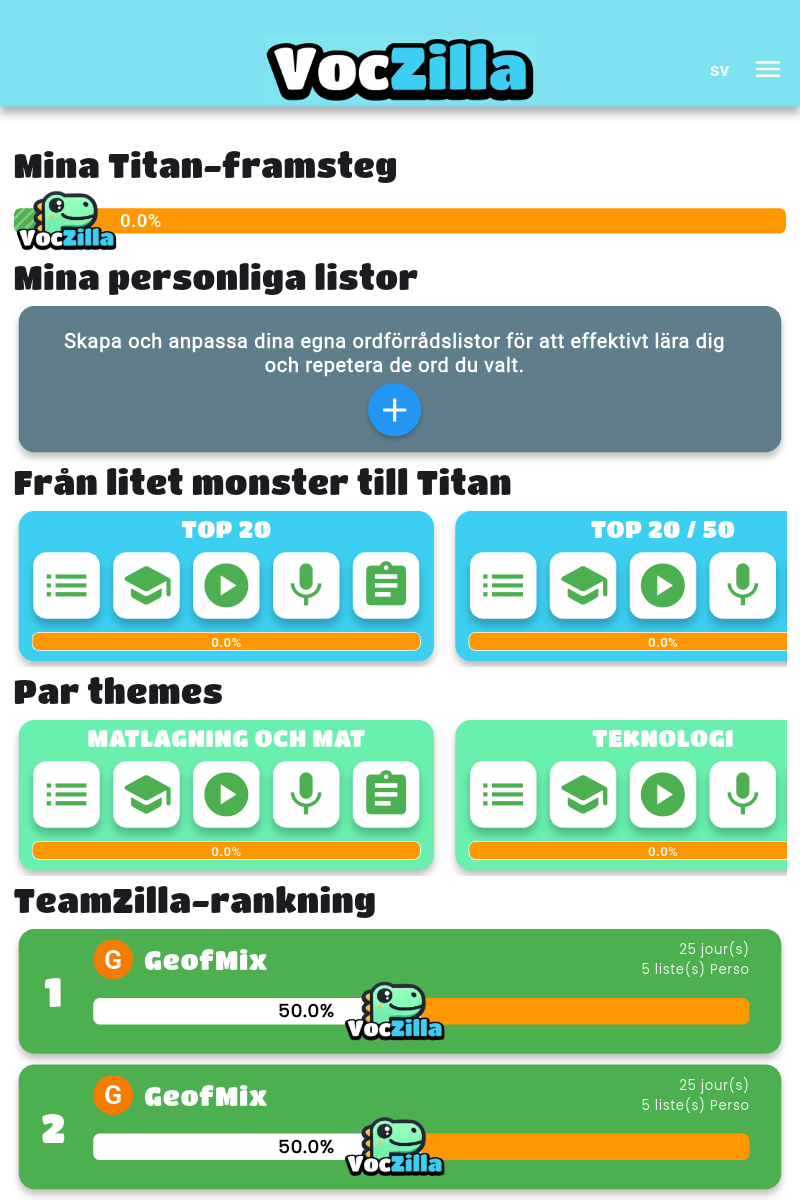 VocZilla
sv
Mina Titan-framsteg
VocZilla
0.0%
Mina personliga listor
Skapa och anpassa dina egna ordförrådslistor för att effektivt lära dig
och repetera de ord du valt.
Från litet monster till Titan
TOP 20
TOP 20 / 50
0.0%
0.0%
Par themes
MATLAGNING OCH MAT
TEKNOLOGI
0.0%
0.0%
TeamZilla-rankning
1
G
GeofMix
25 jour(s)
5 liste(s) Perso
50.0%
VocZilla
2
G
GeofMix
25 jour(s)
5 liste(s) Perso
50.0%
VocZilla